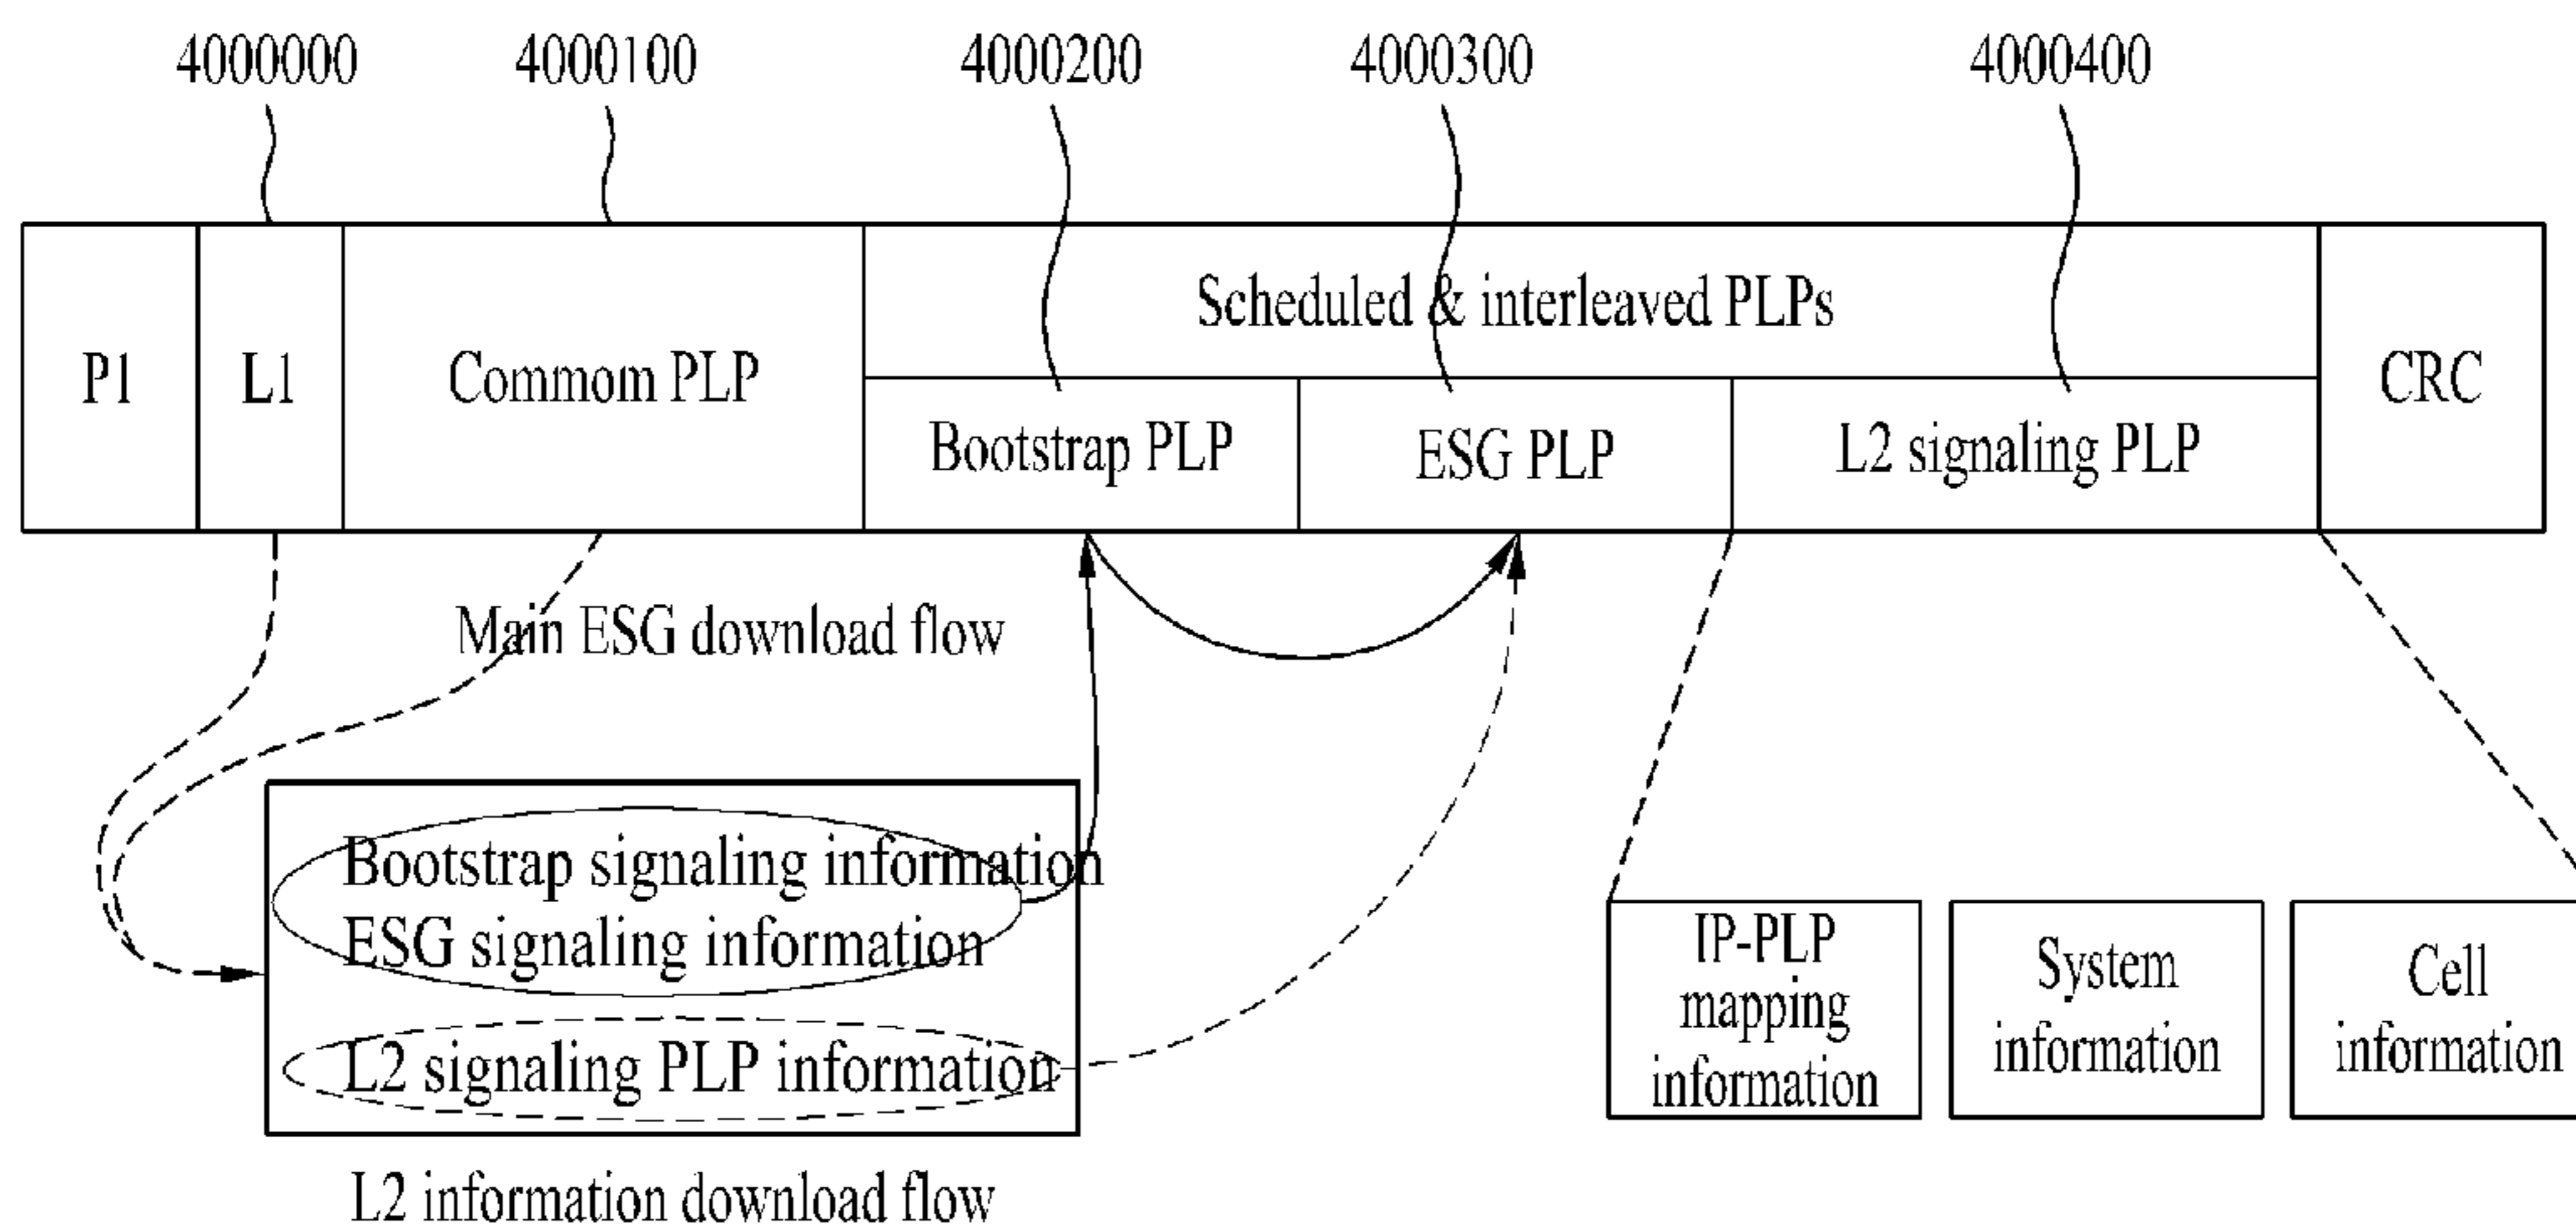 4000000
4000100
4000200
4000300
4000400
P1
L1
Commom PLP
Scheduled & interleaved PLPs
Bootstrap PLP
ESG PLP
L2 signaling PLP
CRC
Main ESG download flow
Bootstrap signaling information
ESG signaling information
L2 signaling PLP information
L2 information download flow
IP-PLP
mapping
information
System
information
Cell
information